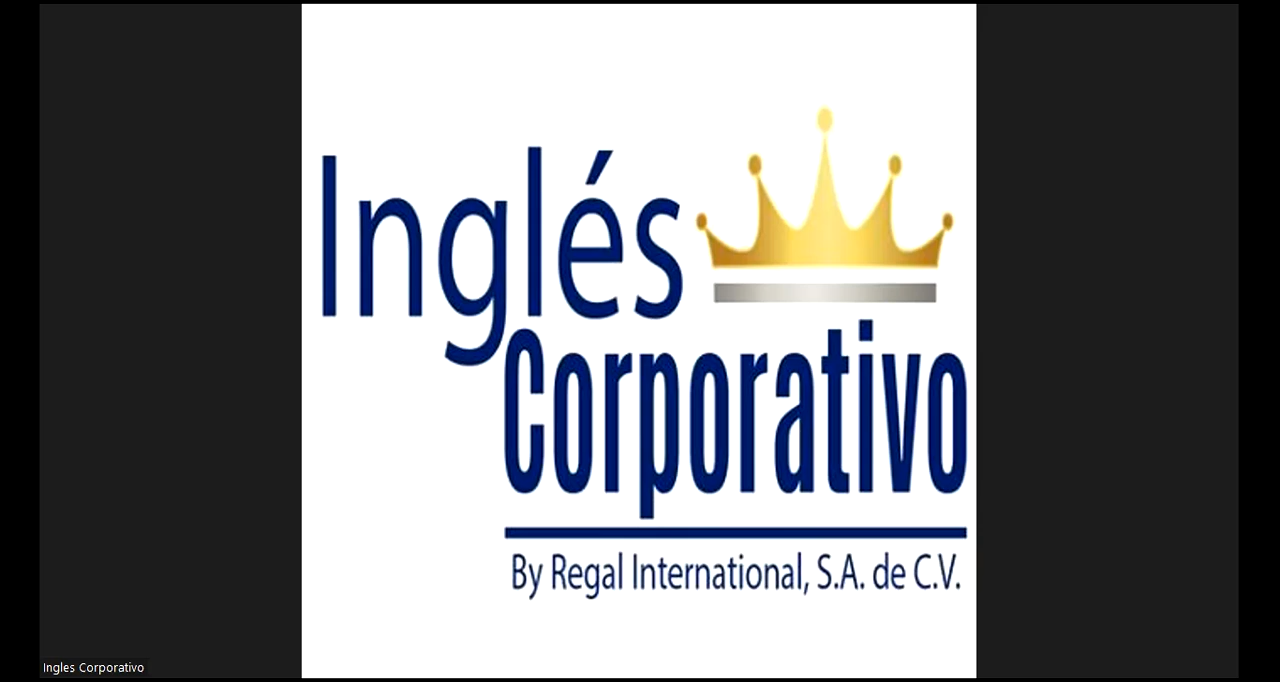 Inglés
Corporativo
By Regal International, S.A. de C.V.
Ingles Corporativo